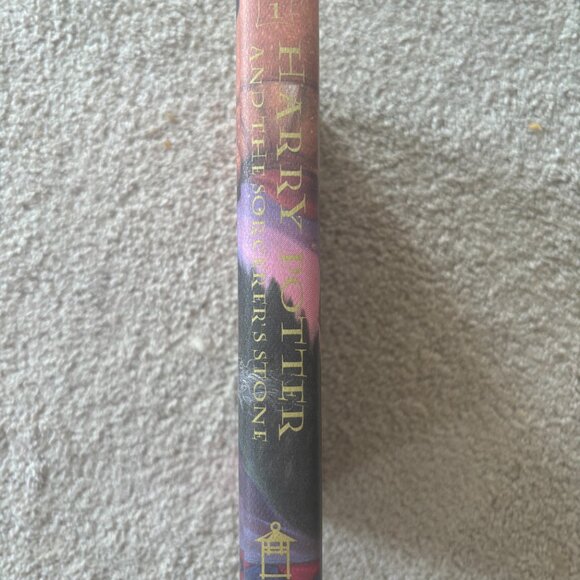 1
HARRY POTTER
AND THE SORCERER'S STONE